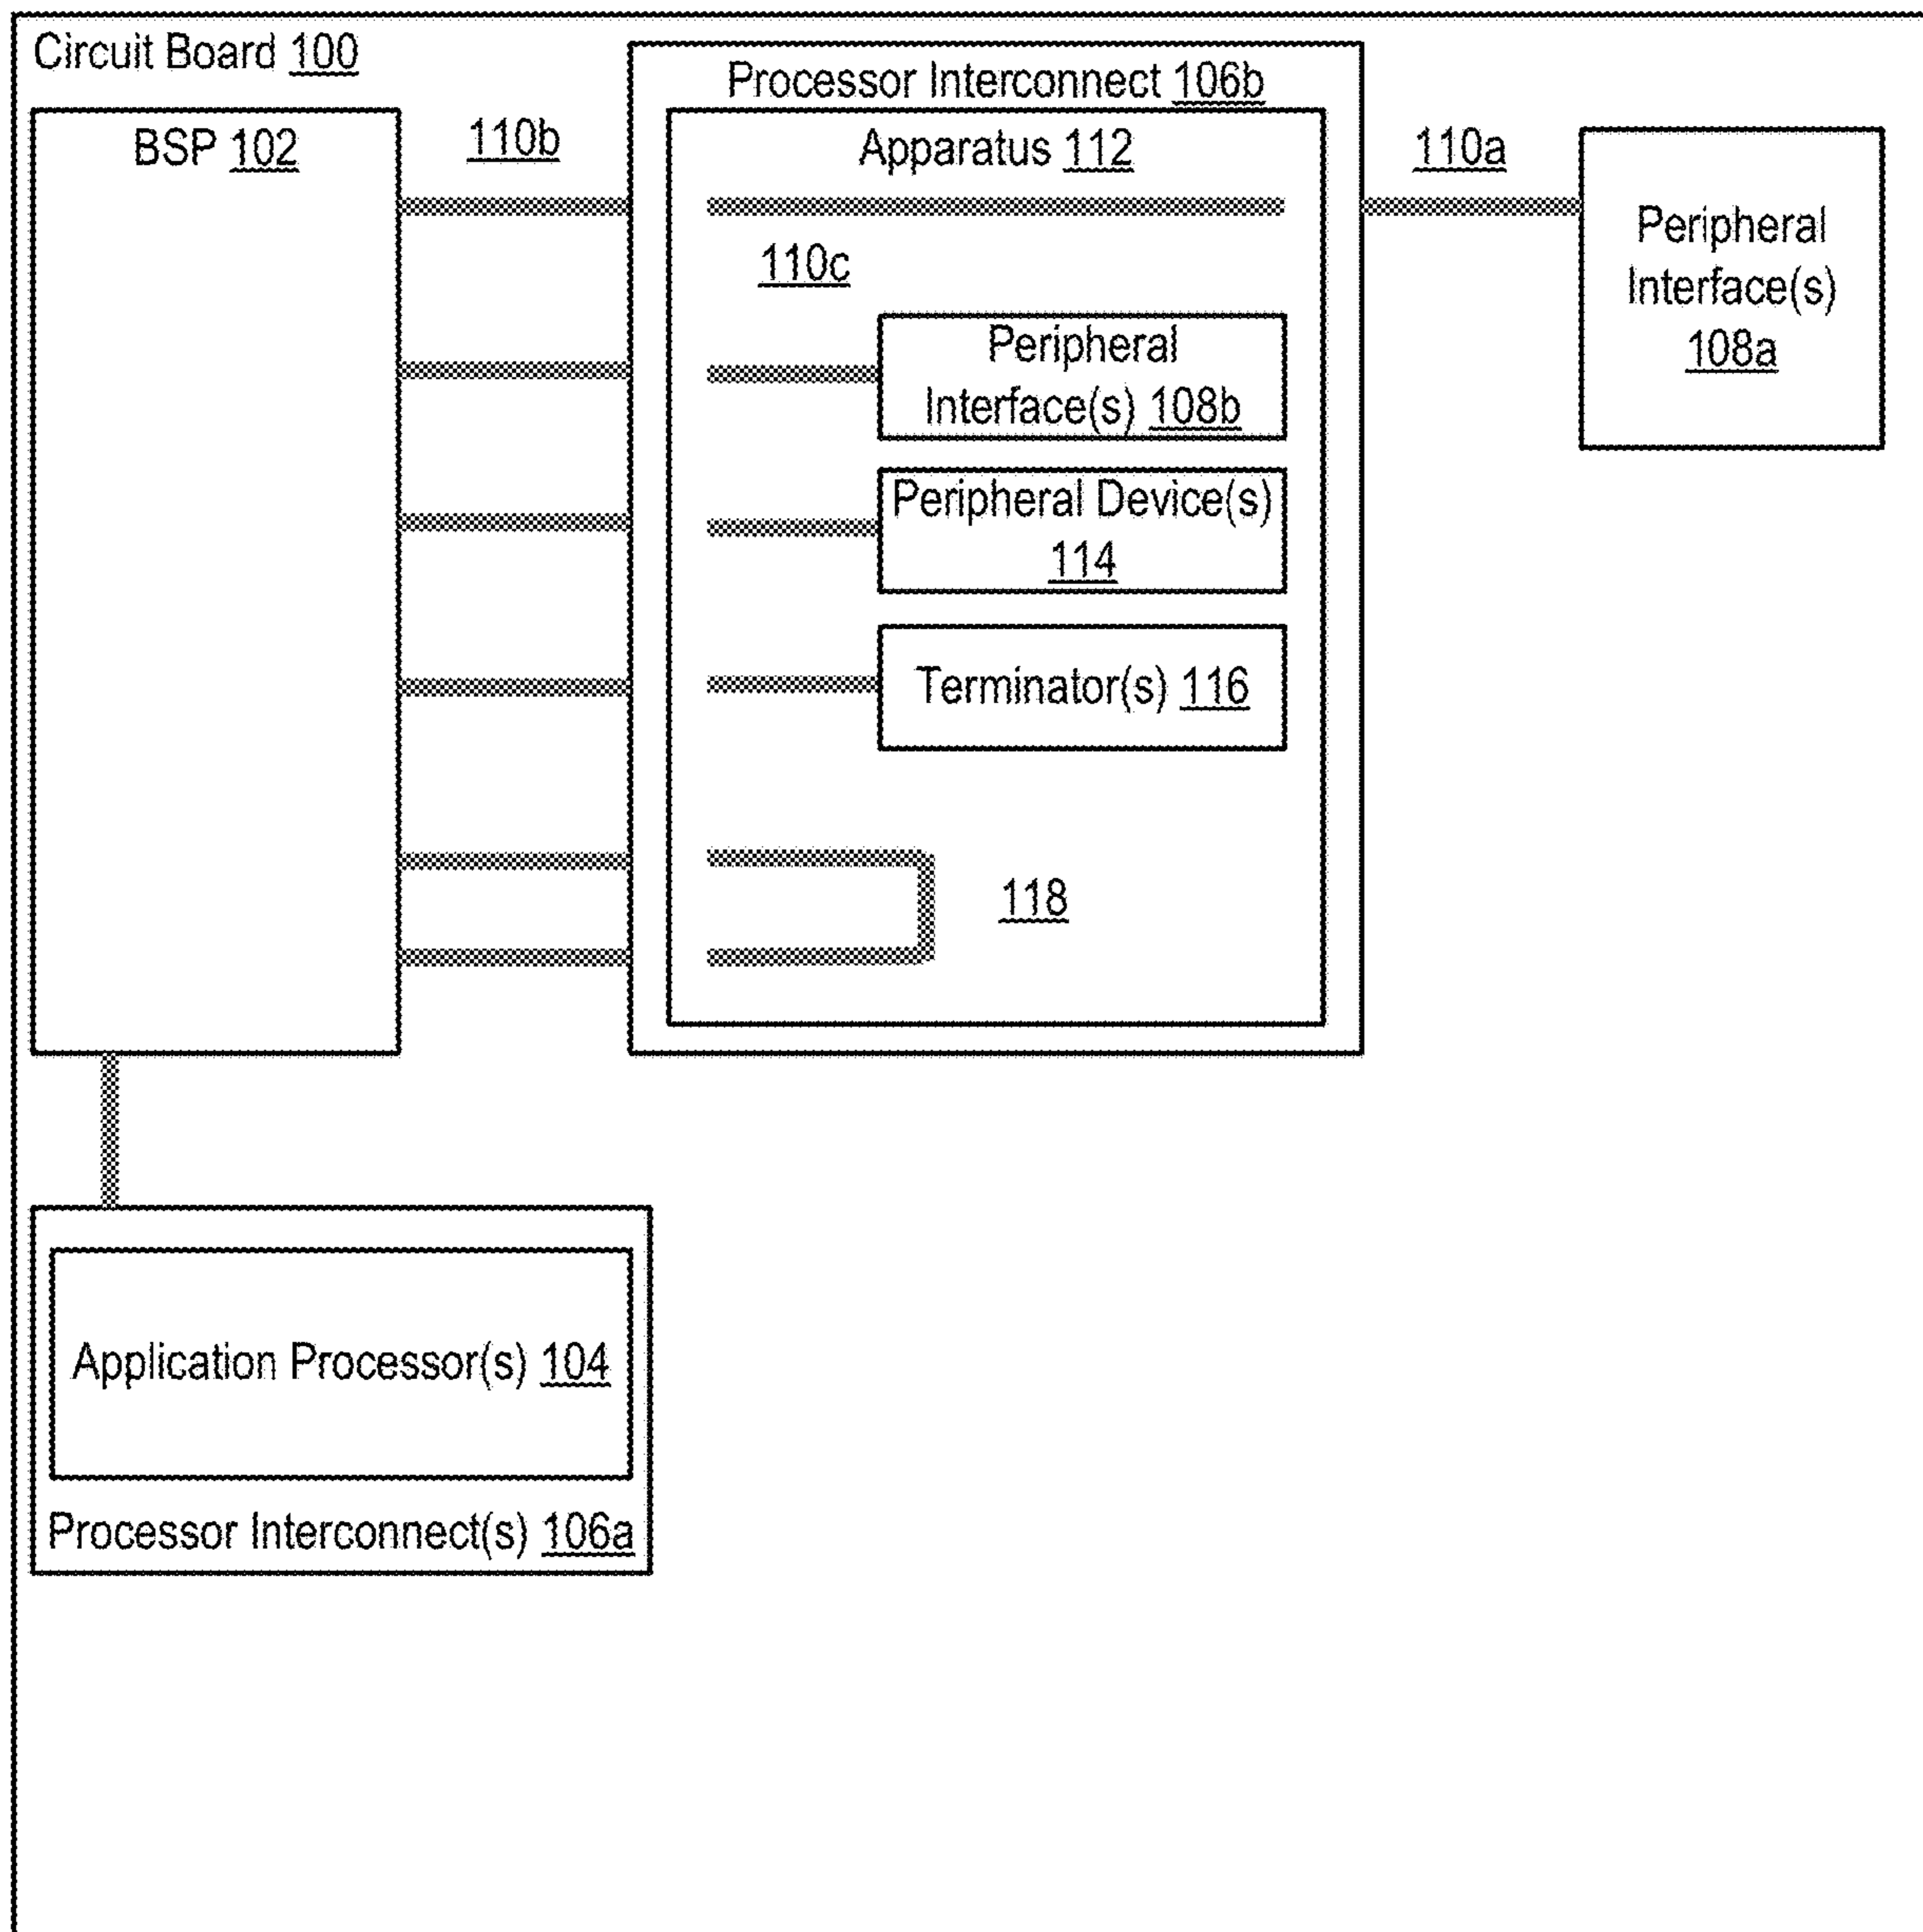 Circuit Board 100
Processor Interconnect 106b
BSP 102
110b
Apparatus 112
110a
Peripheral
Interface(s)
108a
110c
Peripheral
Interface(s) 108b
Peripheral Device(s)
114
Terminator(s) 116
118
Application Processor(s) 104
Processor Interconnect(s) 106a